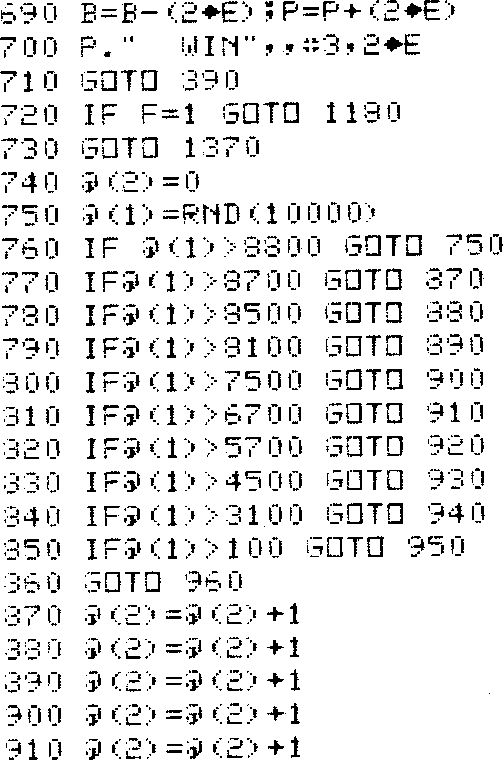 690 B=B-(2*E);P=P+(2*E)
700 P."  WIN",,#3,2*E
710 GOTO 390
720 IF F=1 GOTO 1180
730 GOTO 1370
740 @(2)=0
750 @(1)=RND(10000)
760 IF @(1)>8800 GOTO 750
770 IF@(1)>8700 GOTO 870
780 IF@(1)>8500 GOTO 880
790 IF@(1)>8100 GOTO 890
800 IF@(1)>7500 GOTO 900
810 IF@(1)>6700 GOTO 910
820 IF@(1)>5700 GOTO 920
830 IF@(1)>4500 GOTO 930
840 IF@(1)>3100 GOTO 940
850 IF@(1)>100 GOTO 950
860 GOTO 960
870 @(2)=@(2)+1
880 @(2)=@(2)+1
890 @(2)=@(2)+1
900 @(2)=@(2)+1
910 @(2)=@(2)+1